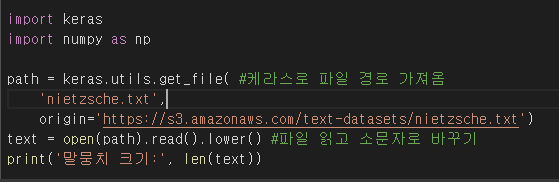 import keras
import numpy as np
path = keras.utils.get_file( #케라스로 파일 경로 가져옴
'nietzsche.txt',
origin='https://s3.amazonaws.com/text-datasets/nietzsche.txt')
text = open(path).read().lower() #파일 읽고 소문자로 바꾸기
print('말뭉치 크기:', len(text))